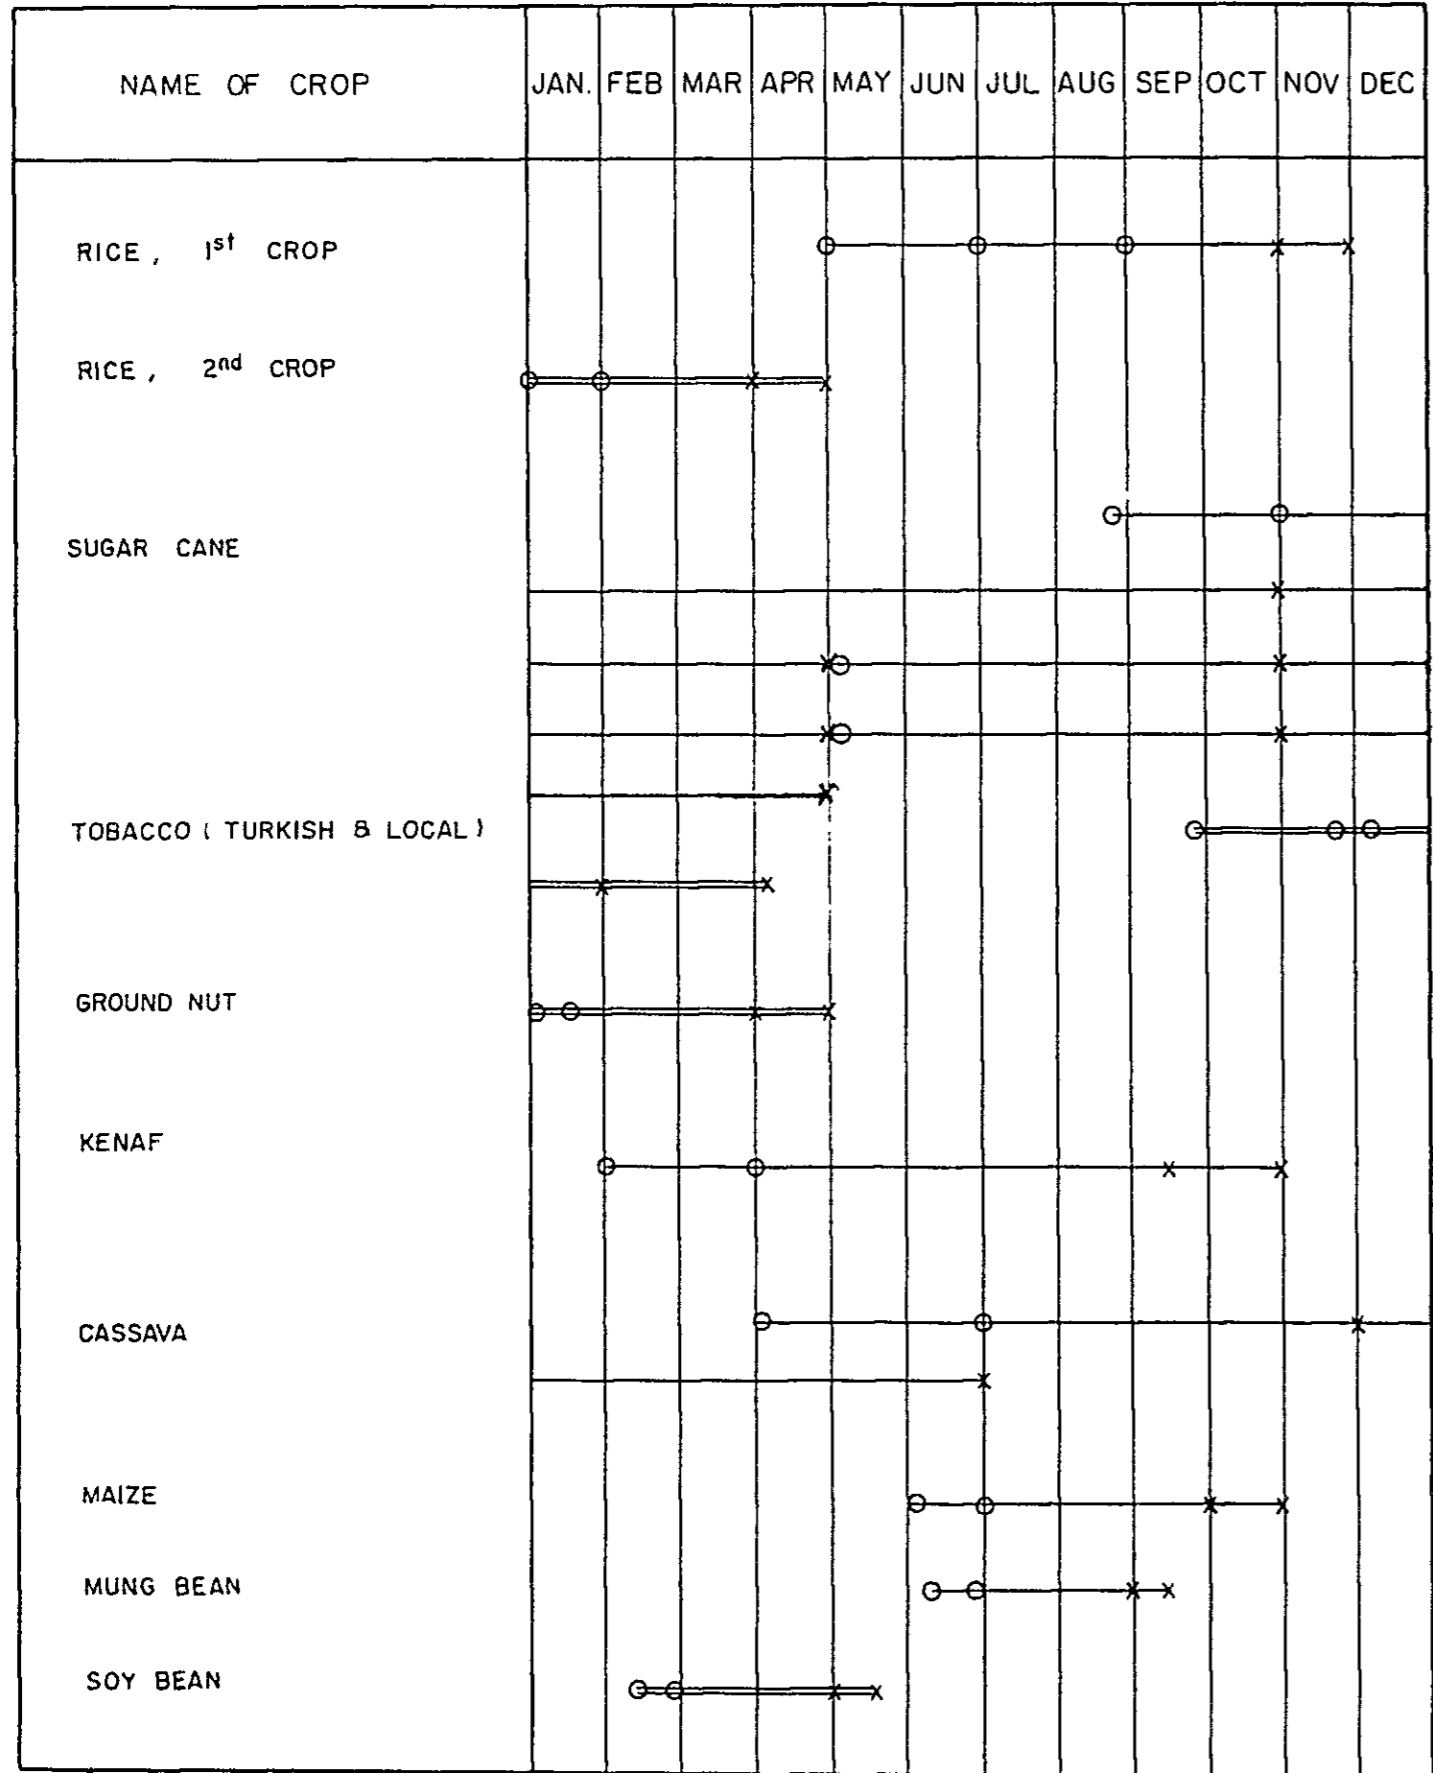 NAME OF CROP JAN. FEB MAR APR MAY JUN JUL AUG SEP OCT NOV DEC
RICE, 1st CROP
RICE, 2nd CROP
SUGAR CANE
TOBACCO ( TURKISH & LOCAL )
GROUND NUT
KENAF
CASSAVA
MAIZE
MUNG BEAN
SOY BEAN